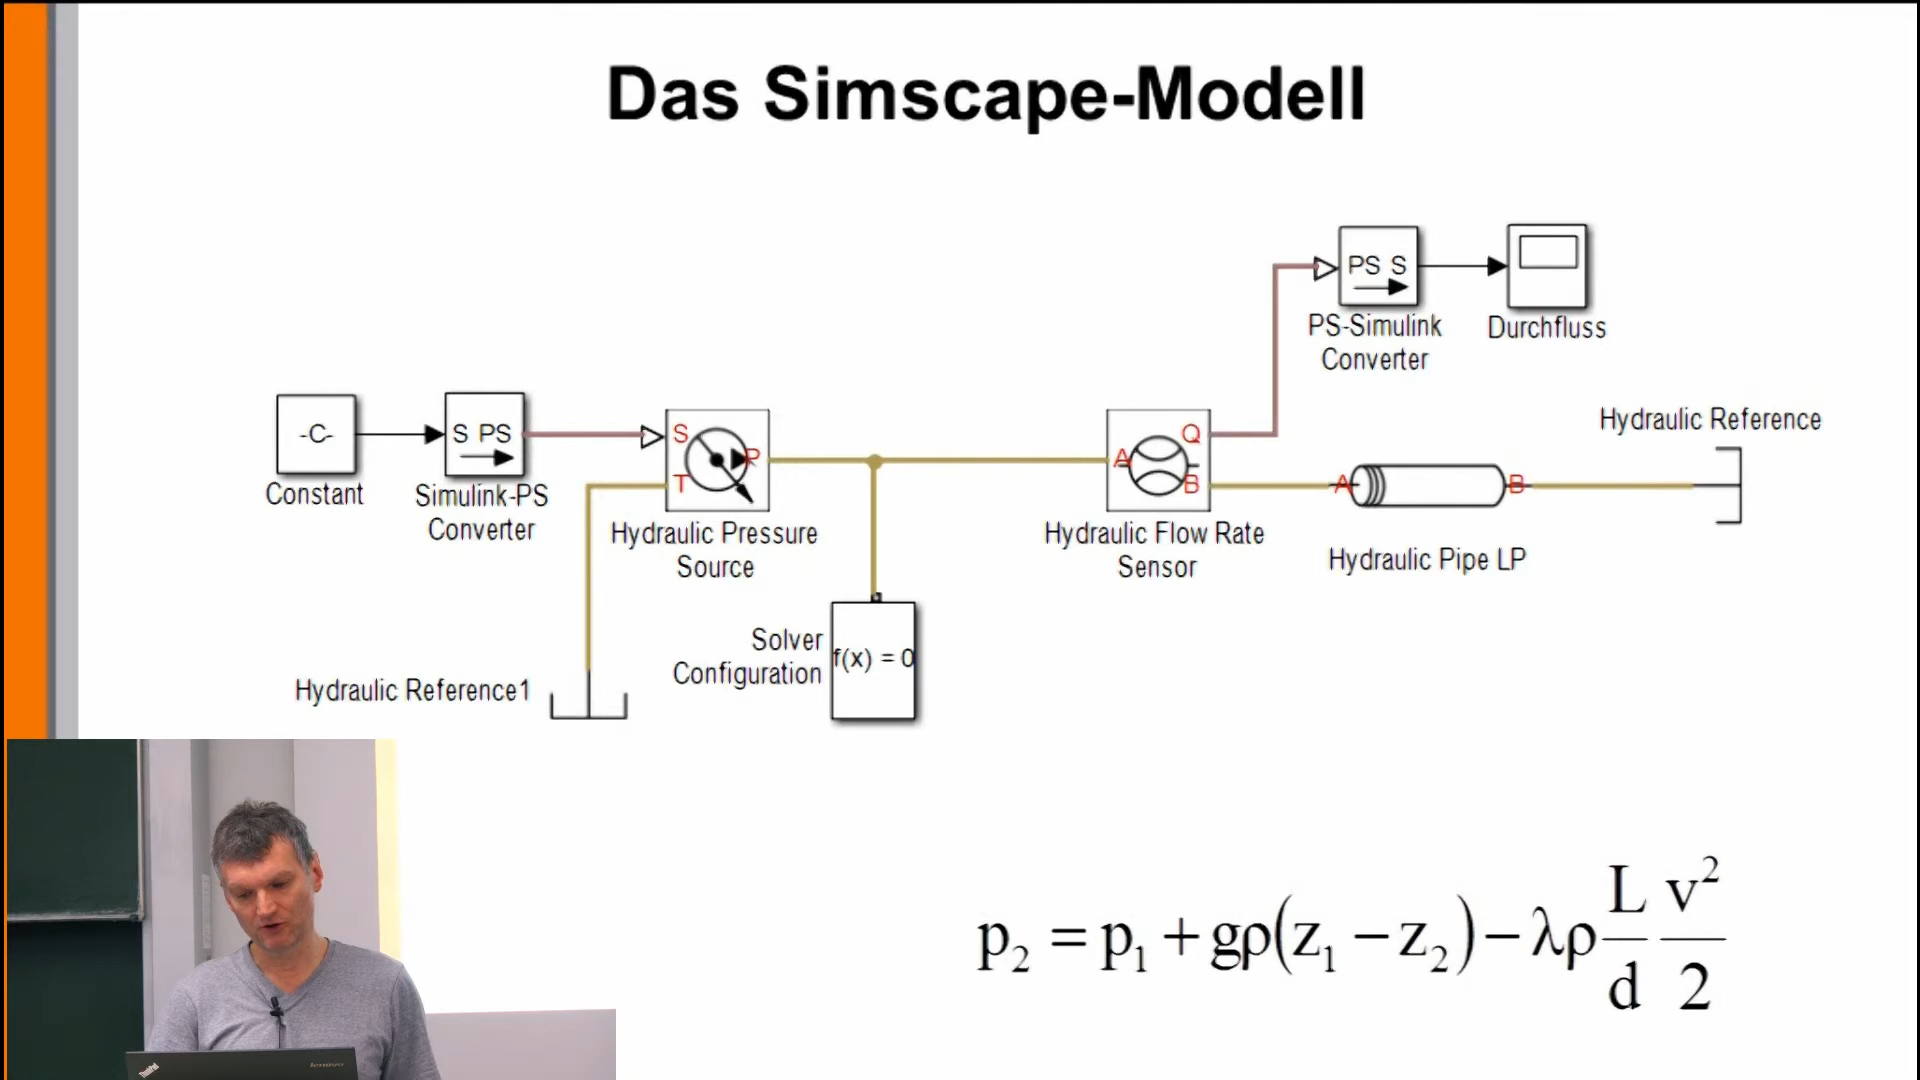 Das Simscape-Modell
PS S
PS-Simulink
Converter
Durchfluss
-C-
Constant
S PS
Simulink-PS
Converter
S
P
T
Hydraulic Pressure
Source
A
Q
B
Hydraulic Flow Rate
Sensor
A
B
Hydraulic Pipe LP
Hydraulic Reference
Solver
Configuration
f(x) = 0
Hydraulic Reference1
p₂ = p₁ + gρ(z₁ − z₂) − λρ L/d v²/2
ThinkPad
lenovo